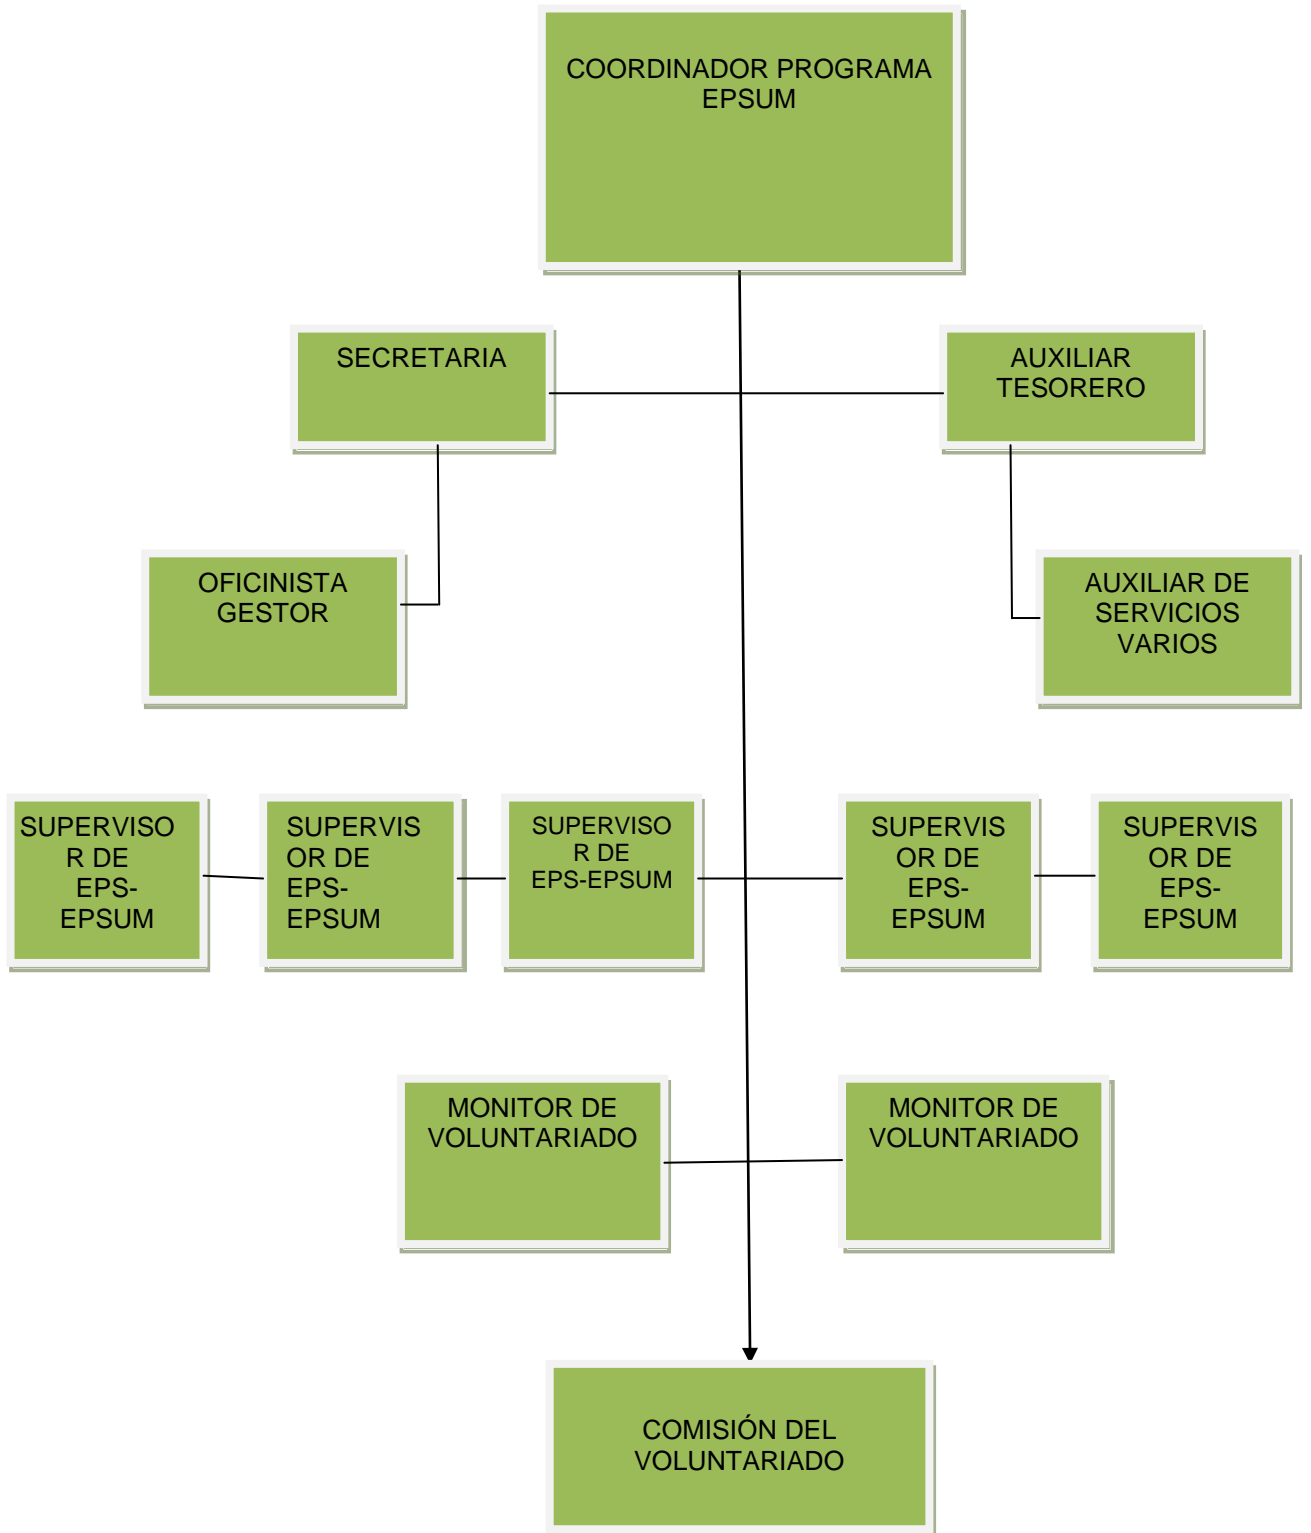 COORDINADOR PROGRAMA
EPSUM
SECRETARIA
AUXILIAR
TESORERO
OFICINISTA
GESTOR
AUXILIAR DE
SERVICIOS
VARIOS
SUPERVISO
R DE
EPS-
EPSUM
SUPERVIS
OR DE
EPS-
EPSUM
SUPERVISO
R DE
EPS-EPSUM
SUPERVIS
OR DE
EPS-
EPSUM
SUPERVIS
OR DE
EPS-
EPSUM
MONITOR DE
VOLUNTARIADO
MONITOR DE
VOLUNTARIADO
COMISIÓN DEL
VOLUNTARIADO